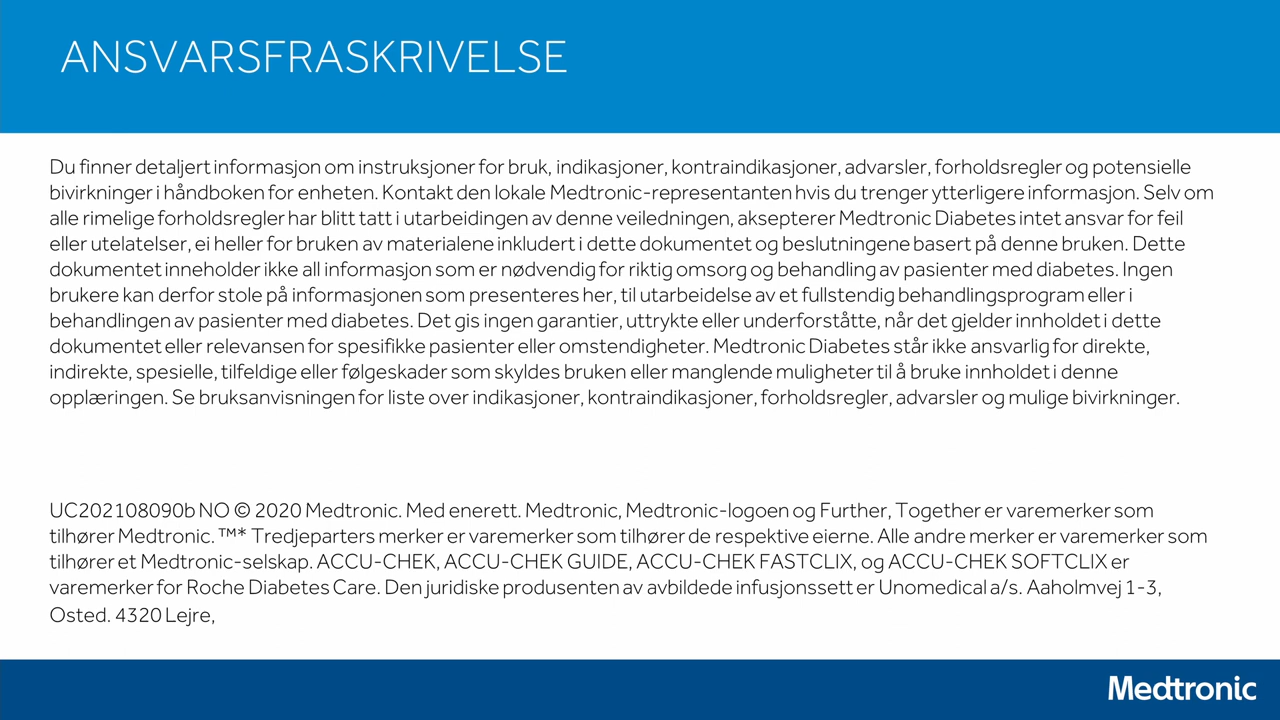 ANSVARSFRASKRIVELSE
Du finner detaljert informasjon om instruksjoner for bruk, indikasjoner, kontraindikasjoner, advarsler, forholdsregler og potensielle
bivirkninger i håndboken for enheten. Kontakt den lokale Medtronic-representanten hvis du trenger ytterligere informasjon. Selv om
alle rimelige forholdsregler har blitt tatt i utarbeidingen av denne veiledningen, aksepterer Medtronic Diabetes intet ansvar for feil
eller utelatelser, ei heller for bruken av materialene inkludert i dette dokumentet og beslutningene basert på denne bruken. Dette
dokumentet inneholder ikke all informasjon som er nødvendig for riktig omsorg og behandling av pasienter med diabetes. Ingen
brukere kan derfor stole på informasjonen som presenteres her, til utarbeidelse av et fullstendig behandlingsprogram eller i
behandlingen av pasienter med diabetes. Det gis ingen garantier, uttrykte eller underforståtte, når det gjelder innholdet i dette
dokumentet eller relevansen for spesifikke pasienter eller omstendigheter. Medtronic Diabetes står ikke ansvarlig for direkte,
indirekte, spesielle, tilfeldige eller følgeskader som skyldes bruken eller manglende muligheter til å bruke innholdet i denne
opplæringen. Se bruksanvisningen for liste over indikasjoner, kontraindikasjoner, forholdsregler, advarsler og mulige bivirkninger.
UC202108090b NO © 2020 Medtronic. Med enerett. Medtronic, Medtronic-logoen og Further, Together er varemerker som
tilhører Medtronic. ™* Tredjeparters merker er varemerker som tilhører de respektive eierne. Alle andre merker er varemerker som
tilhører et Medtronic-selskap. ACCU-CHEK, ACCU-CHEK GUIDE, ACCU-CHEK FASTCLIX, og ACCU-CHEK SOFTCLIX er
varemerker for Roche Diabetes Care. Den juridiske produsenten av avbildede infusjonssett er Unomedical a/s. Aaholmvej 1-3,
Osted. 4320 Lejre,
Medtronic